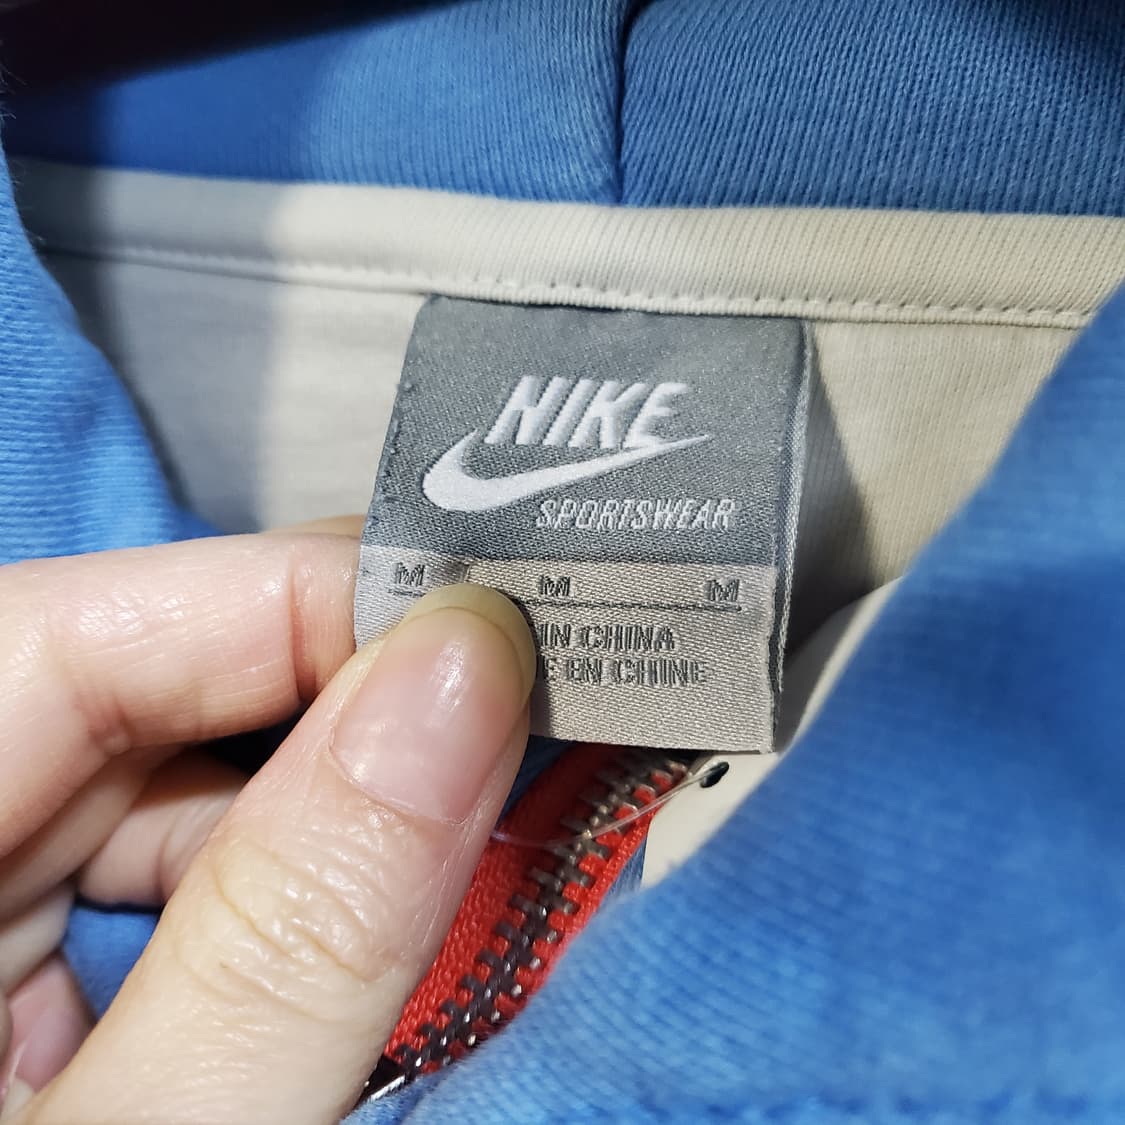 NIKE
SPORTSWEAR
M M M
IN CHINA
EN CHINE